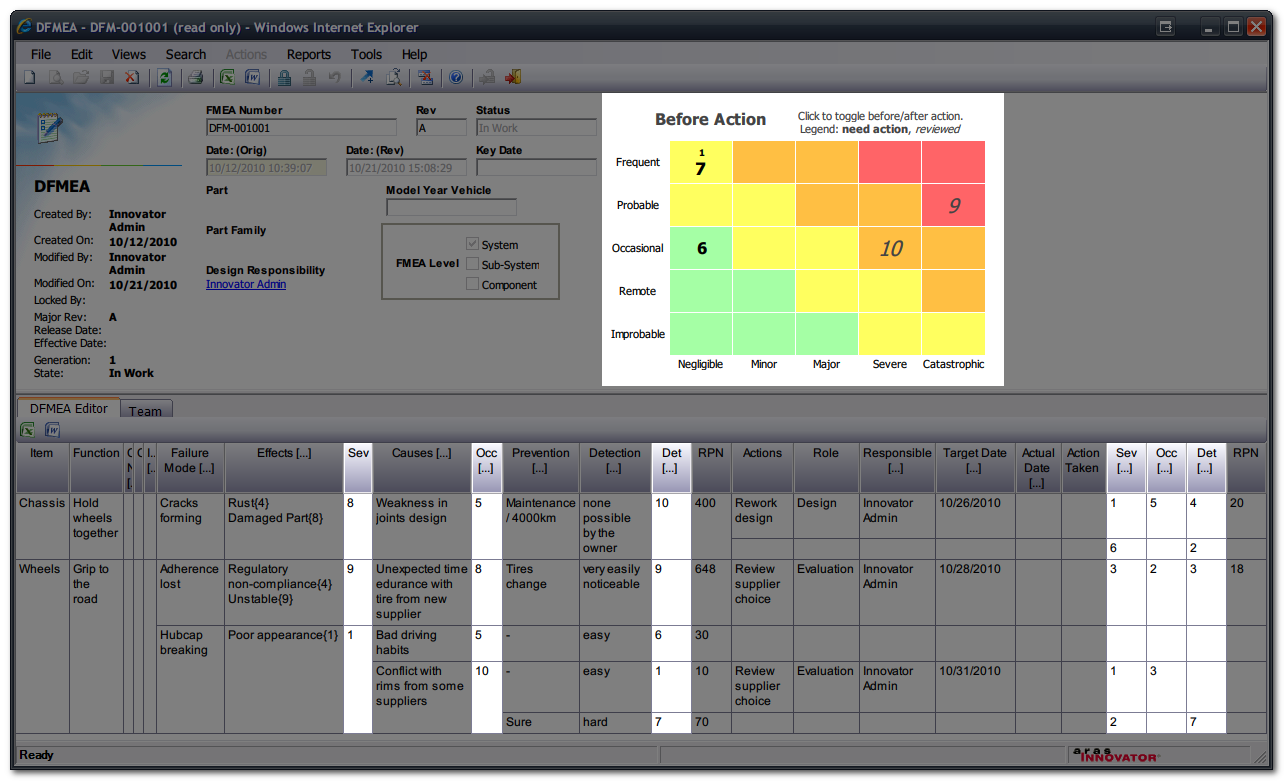 DFMEA - DFM-001001 (read only) - Windows Internet Explorer
File Edit Views Search Actions Reports Tools Help
FMEA Number Rev Status
DFM-001001 A In Work
Date: (Orig) Date: (Rev) Key Date
10/12/2010 10:39:07 10/21/2010 15:08:29
Part Model Year Vehicle
Part Family
FMEA Level
System
Sub-System
Component
Design Responsibility
Innovator Admin
DFMEA
Created By: Innovator Admin
Created On: 10/12/2010
Modified By: Innovator Admin
Modified On: 10/21/2010
Locked By:
Major Rev: A
Release Date:
Effective Date:
Generation: 1
State: In Work
Before Action
Click to toggle before/after action.
Legend: need action, reviewed
Frequent 1 7
Probable 9
Occasional 6 10
Remote
Improbable
Negligible Minor Major Severe Catastrophic
DFMEA Editor Team
Item Function C N [. C I.. [.. Failure Mode [...] Effects [...] Sev Causes [...] Occ [...] Prevention [...] Detection [...] Det [...] RPN Actions Role Responsible [...] Target Date [...] Actual Date [...] Action Taken Sev [...] Occ [...] Det [...] RPN
Chassis Hold wheels together Cracks forming Rust{4} Damaged Part{8} 8 Weakness in joints design 5 Maintenance / 4000km none possible by the owner 10 400 Rework design Design Innovator Admin 10/26/2010 1 5 4 20
6 2
Wheels Grip to the road Adherence lost Regulatory non-compliance{4} Unstable{9} 9 Unexpected time edurance with tire from new supplier 8 Tires change very easily noticeable 9 648 Review supplier choice Evaluation Innovator Admin 10/28/2010 3 2 3 18
Hubcap breaking Poor appearance{1} 1 Bad driving habits 5 - easy 6 30
Conflict with rims from some suppliers 10 - easy 1 10 Review supplier choice Evaluation Innovator Admin 10/31/2010 1 3
Sure hard 7 70 2 7
Ready
aras INNOVATOR